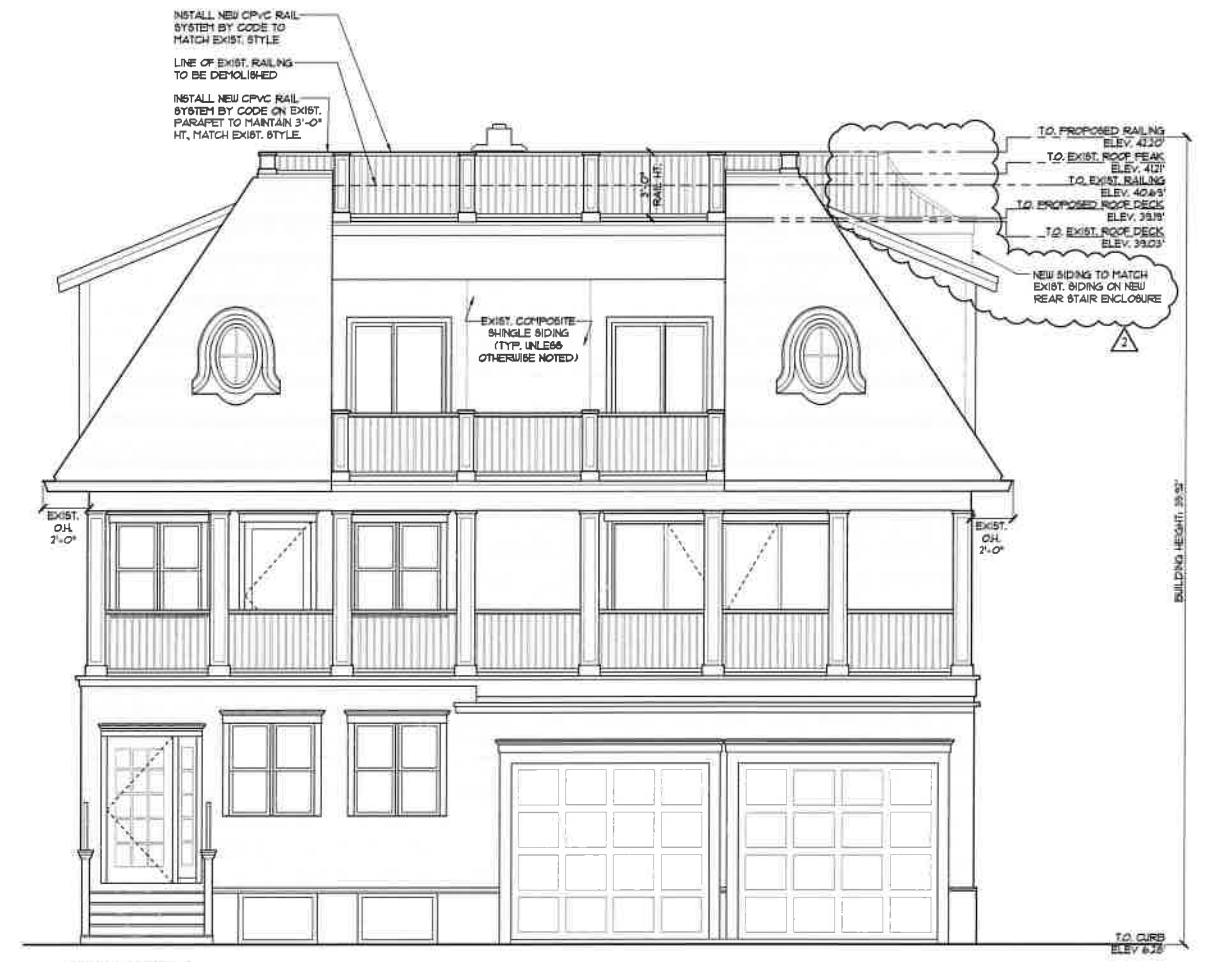 INSTALL NEW CPVC RAIL
SYSTEM BY CODE TO
MATCH EXIST. STYLE
LINE OF EXIST. RAILING
TO BE DEMOLISHED
INSTALL NEW CPVC RAIL
SYSTEM BY CODE ON EXIST.
PARAPET TO MAINTAIN 3'-0"
HT., MATCH EXIST. STYLE.
3'-0"
RAIL HT.
T.O. PROPOSED RAILING
ELEV. 42.20'
T.O. EXIST. ROOF PEAK
ELEV. 41.21'
T.O. EXIST. RAILING
ELEV. 40.69'
T.O. PROPOSED ROOF DECK
ELEV. 39.19'
T.O. EXIST. ROOF DECK
ELEV. 39.03'
NEW SIDING TO MATCH
EXIST. SIDING ON NEW
REAR STAIR ENCLOSURE
2
EXIST. COMPOSITE
SHINGLE SIDING
(TYP. UNLESS
OTHERWISE NOTED)
EXIST.
O.H.
2'-0"
EXIST.
O.H.
2'-0"
BUILDING HEIGHT: 35.92'
T.O. CURB
ELEV 6.28'